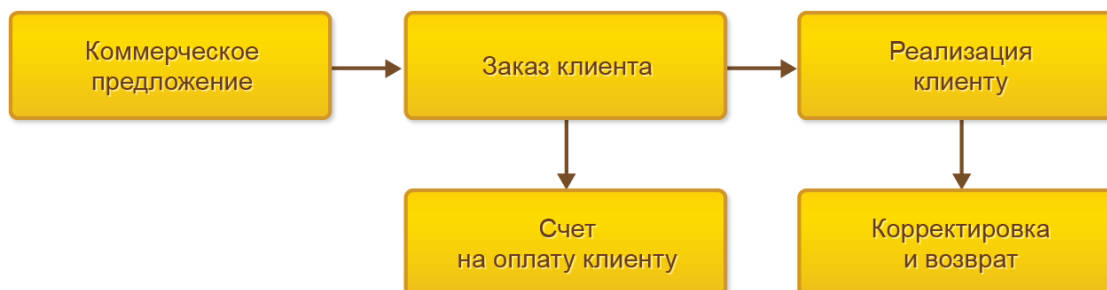 Коммерческое
предложение
Заказ клиента
Реализация
клиенту
Счет
на оплату клиенту
Корректировка
и возврат